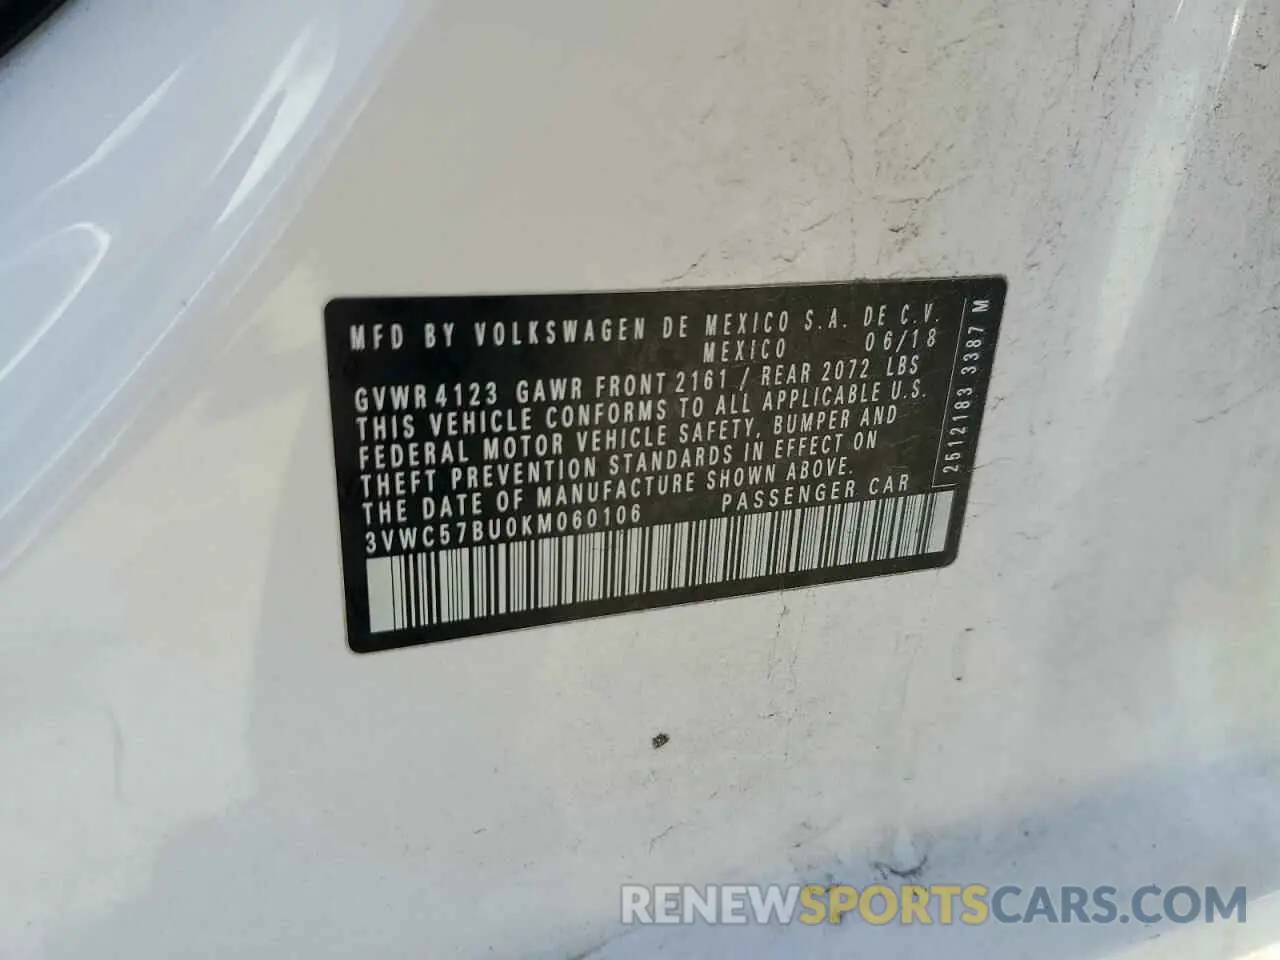 MFD BY VOLKSWAGEN DE MEXICO S.A. DE C.V.
MEXICO 06/18
GVWR 4123 GAWR FRONT 2161 / REAR 2072 LBS
THIS VEHICLE CONFORMS TO ALL APPLICABLE U.S.
FEDERAL MOTOR VEHICLE SAFETY, BUMPER AND
THEFT PREVENTION STANDARDS IN EFFECT ON
THE DATE OF MANUFACTURE SHOWN ABOVE.
3VWC57BU0KM060106 PASSENGER CAR
2512183 3387 M
RENEWSPORTSCARS.COM